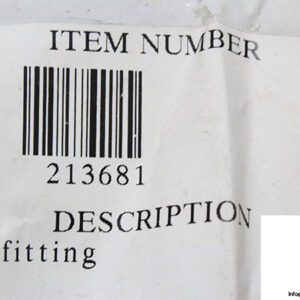 ITEM NUMBER
213681
DESCRIPTION
fitting